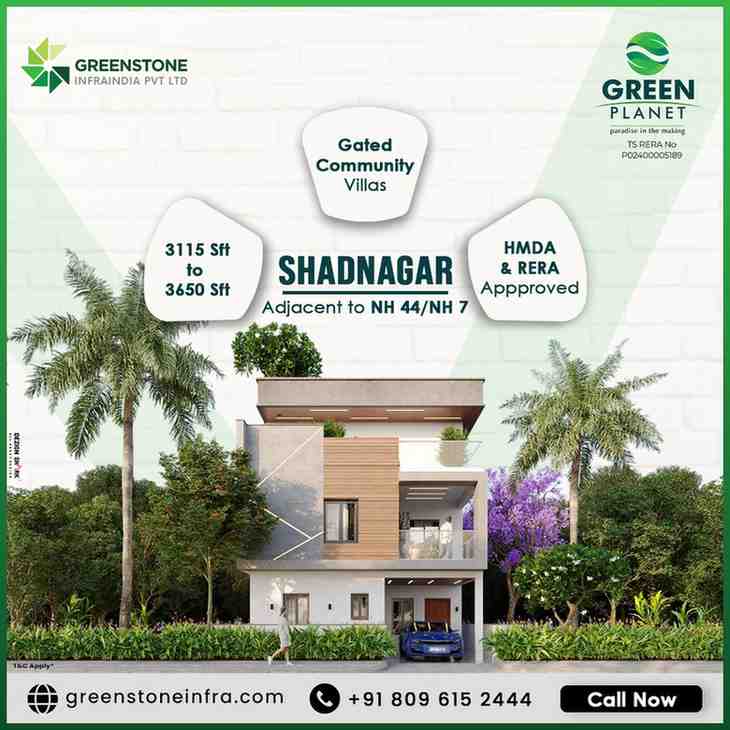 GREENSTONE
INFRAINDIA PVT LTD
GREEN
PLANET
paradise in the making
TS RERA No
P02400005189
Gated
Community
Villas
3115 Sft
to
3650 Sft
SHADNAGAR
Adjacent to NH 44/NH 7
HMDA
& RERA
Appproved
T&C Apply*
greenstoneinfra.com
+91 809 615 2444
Call Now